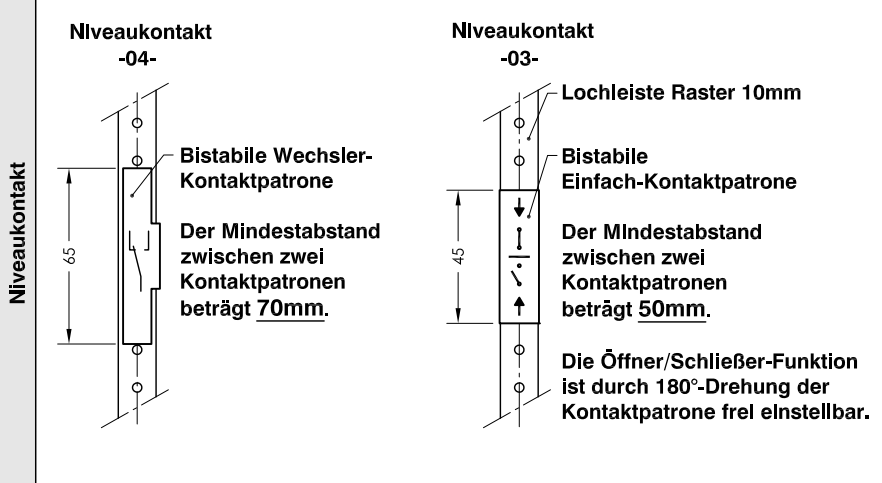 Niveaukontakt
Niveaukontakt
-04-
Bistabile Wechsler-
Kontaktpatrone
Der Mindestabstand
zwischen zwei
Kontaktpatronen
beträgt 70mm.
65
Niveaukontakt
-03-
Lochleiste Raster 10mm
Bistabile
Einfach-Kontaktpatrone
Der Mindestabstand
zwischen zwei
Kontaktpatronen
beträgt 50mm.
45
Die Öffner/Schließer-Funktion
ist durch 180°-Drehung der
Kontaktpatrone frei einstellbar.